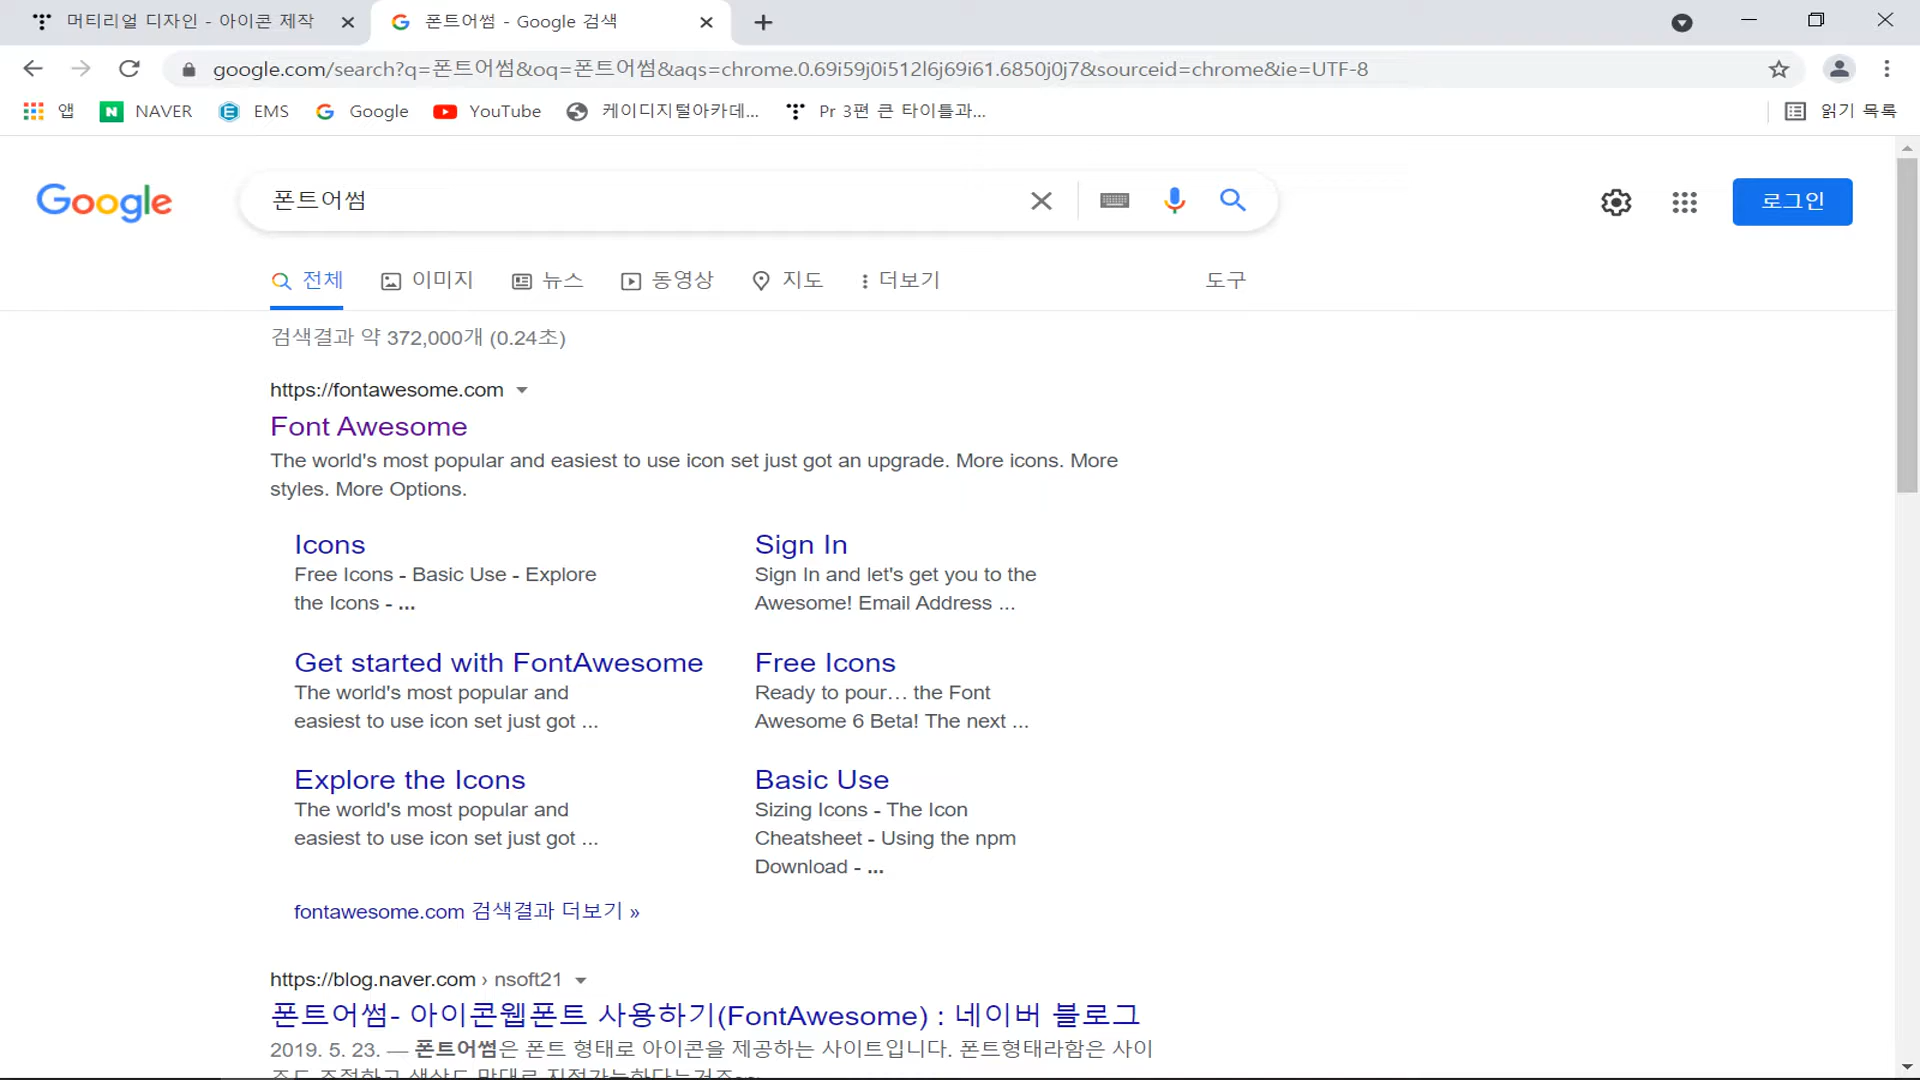 머티리얼 디자인 - 아이콘 제작
폰트어썸 - Google 검색
google.com/search?q=폰트어썸&oq=폰트어썸&aqs=chrome.0.69i59j0i512l6j69i61.6850j0j7&sourceid=chrome&ie=UTF-8
앱 NAVER EMS Google YouTube 케이디지털아카데... Pr 3편 큰 타이틀과... 읽기 목록
Google 폰트어썸 로그인
전체 이미지 뉴스 동영상 지도 더보기 도구
검색결과 약 372,000개 (0.24초)
https://fontawesome.com
Font Awesome
The world's most popular and easiest to use icon set just got an upgrade. More icons. More
styles. More Options.
Icons
Free Icons - Basic Use - Explore
the Icons - ...
Sign In
Sign In and let's get you to the
Awesome! Email Address ...
Get started with FontAwesome
The world's most popular and
easiest to use icon set just got ...
Free Icons
Ready to pour… the Font
Awesome 6 Beta! The next ...
Explore the Icons
The world's most popular and
easiest to use icon set just got ...
Basic Use
Sizing Icons - The Icon
Cheatsheet - Using the npm
Download - ...
fontawesome.com 검색결과 더보기 »
https://blog.naver.com › nsoft21
폰트어썸- 아이콘웹폰트 사용하기(FontAwesome) : 네이버 블로그
2019. 5. 23. — 폰트어썸은 폰트 형태로 아이콘을 제공하는 사이트입니다. 폰트형태라함은 사이